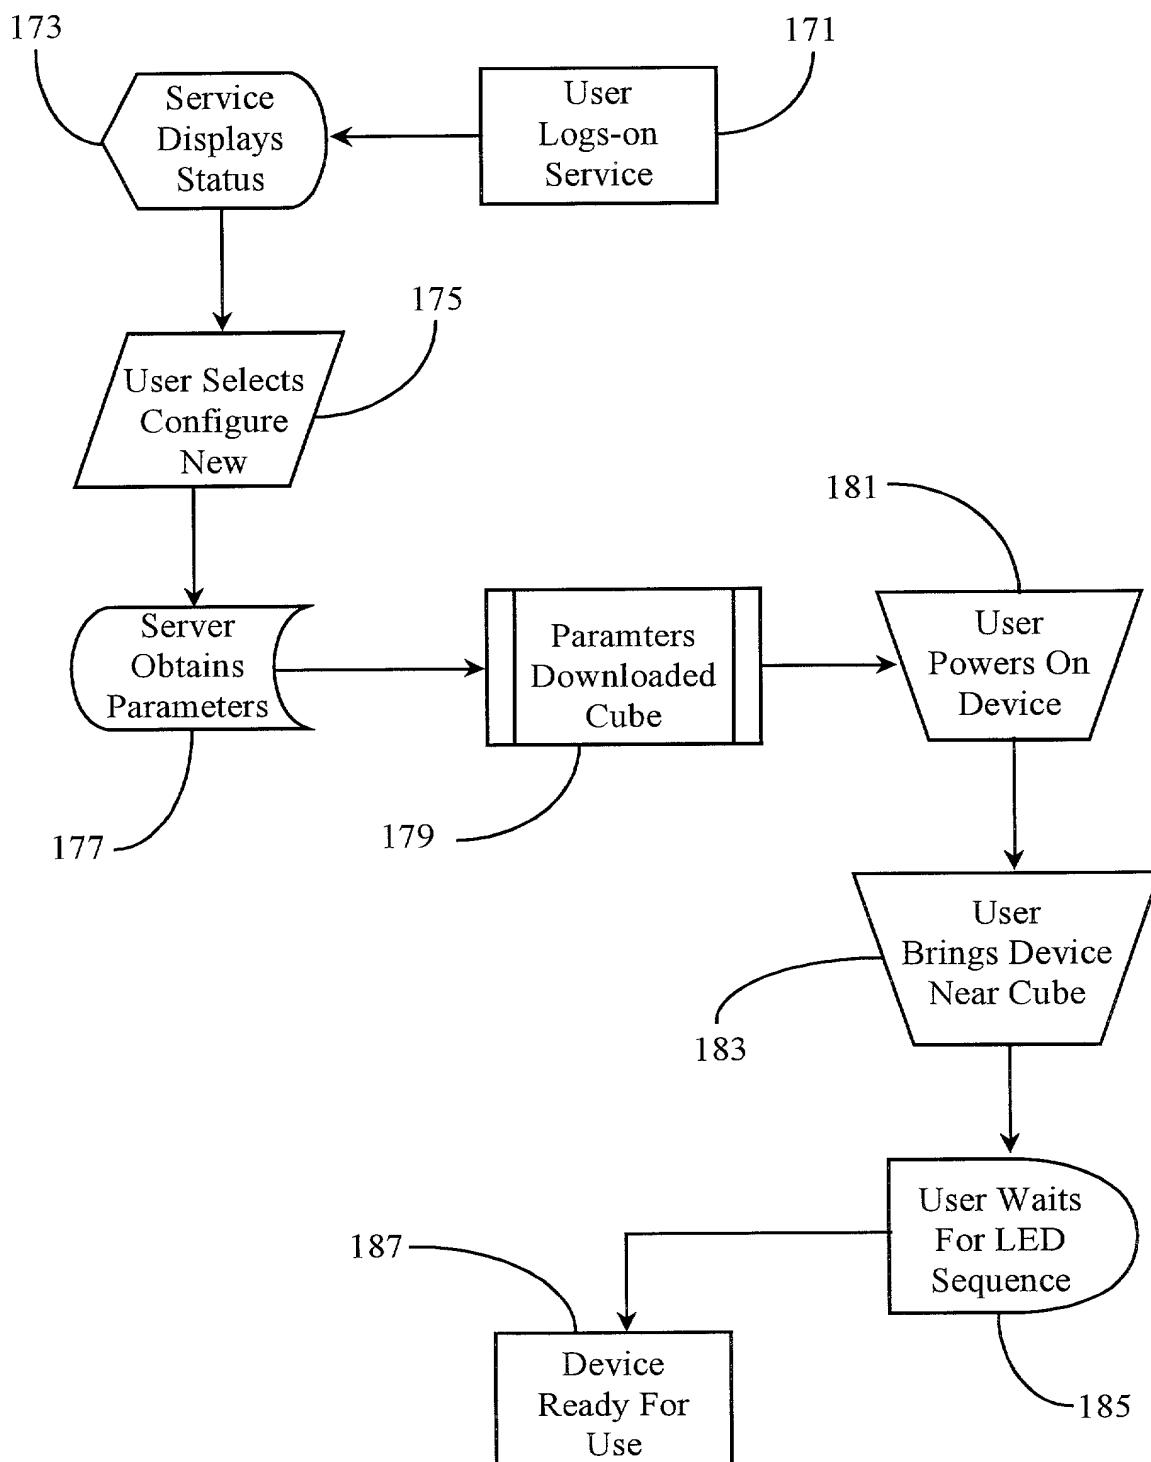 173
171
Service
Displays
Status
User
Logs-on
Service
175
User Selects
Configure
New
181
Server
Obtains
Parameters
Paramters
Downloaded
Cube
User
Powers On
Device
177
179
User
Brings Device
Near Cube
183
User Waits
For LED
Sequence
187
Device
Ready For
Use
185